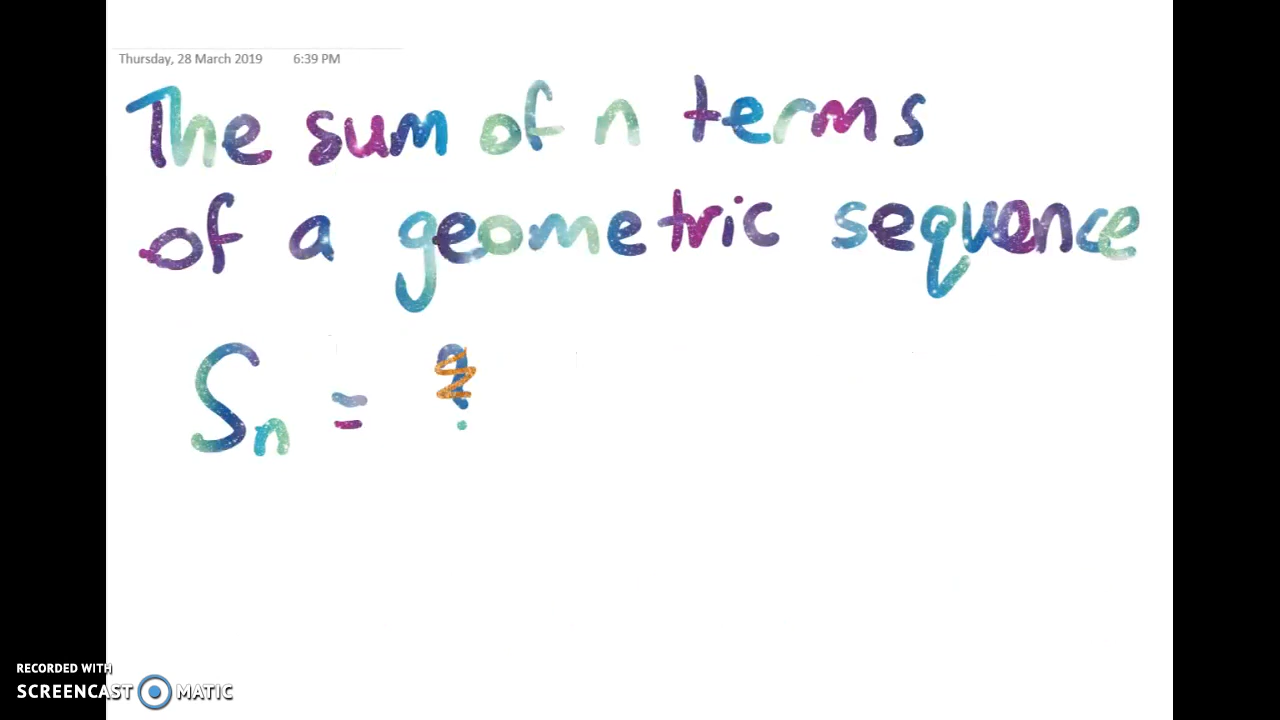 Thursday, 28 March 2019 6:39 PM
The sum of n terms
of a geometric sequence
Sn =
RECORDED WITH
SCREENCAST MATIC